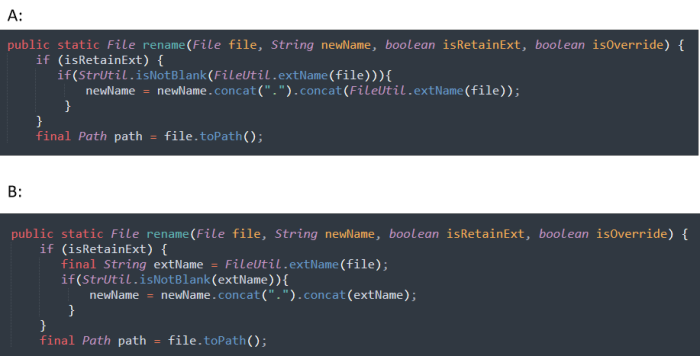 A:
public static File rename(File file, String newName, boolean isRetainExt, boolean isOverride) {
if (isRetainExt) {
if(StrUtil.isNotBlank(FileUtil.extName(file))){
newName = newName.concat(".").concat(FileUtil.extName(file));
}
}
final Path path = file.toPath();
B:
public static File rename(File file, String newName, boolean isRetainExt, boolean isOverride) {
if (isRetainExt) {
final String extName = FileUtil.extName(file);
if(StrUtil.isNotBlank(extName)){
newName = newName.concat(".").concat(extName);
}
}
final Path path = file.toPath();